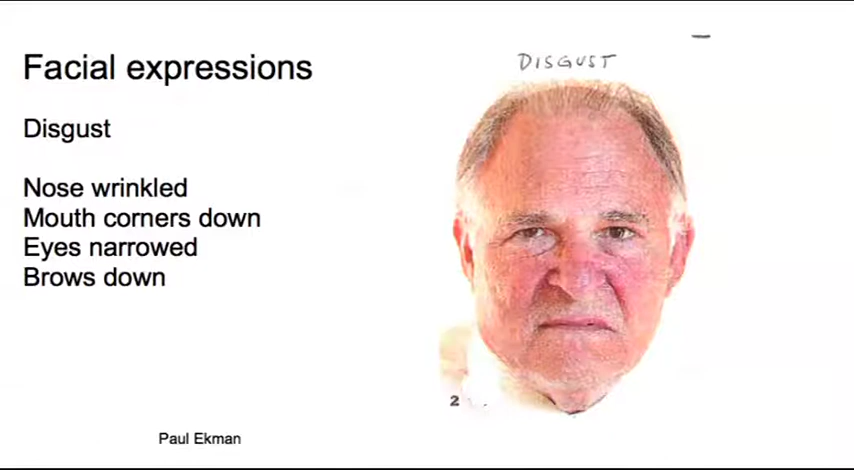 Facial expressions
DISGUST
Disgust
Nose wrinkled
Mouth corners down
Eyes narrowed
Brows down
2
Paul Ekman